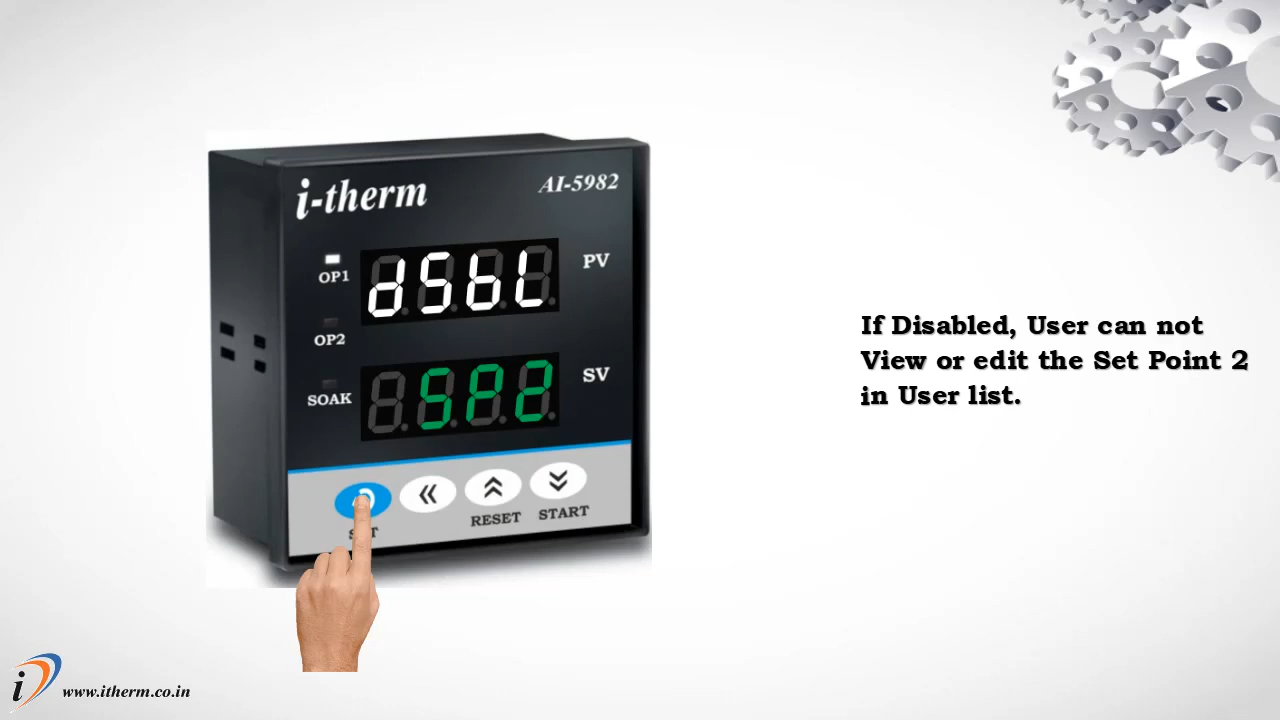 i-therm
AI-5982
OP1
dSbL
PV
OP2
SP2
SV
SOAK
RESET
START
If Disabled, User can not
View or edit the Set Point 2
in User list.
i
www.itherm.co.in